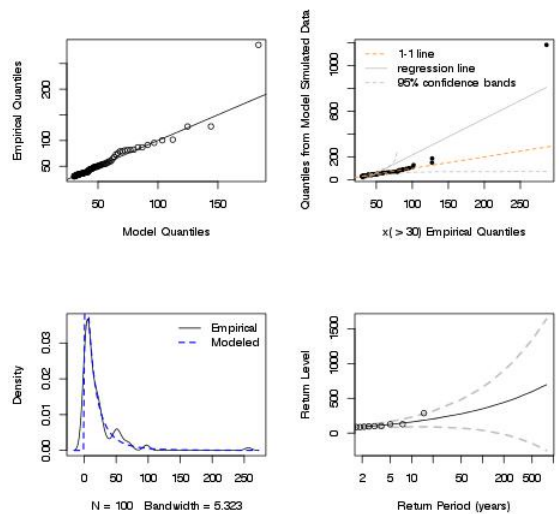 Empirical Quantiles
50 100 200
50 100 150
Model Quantiles
Quantiles from Model Simulated Data
0 200 600 1000
1-1 line
regression line
95% confidence bands
50 100 150 200 250
x( > 30) Empirical Quantiles
Density
0.00 0.01 0.02 0.03
Empirical
Modeled
0 50 100 150 200 250
N = 100 Bandwidth = 5.323
Return Level
0 500 1000 1500
2 5 10 50 200 500
Return Period (years)